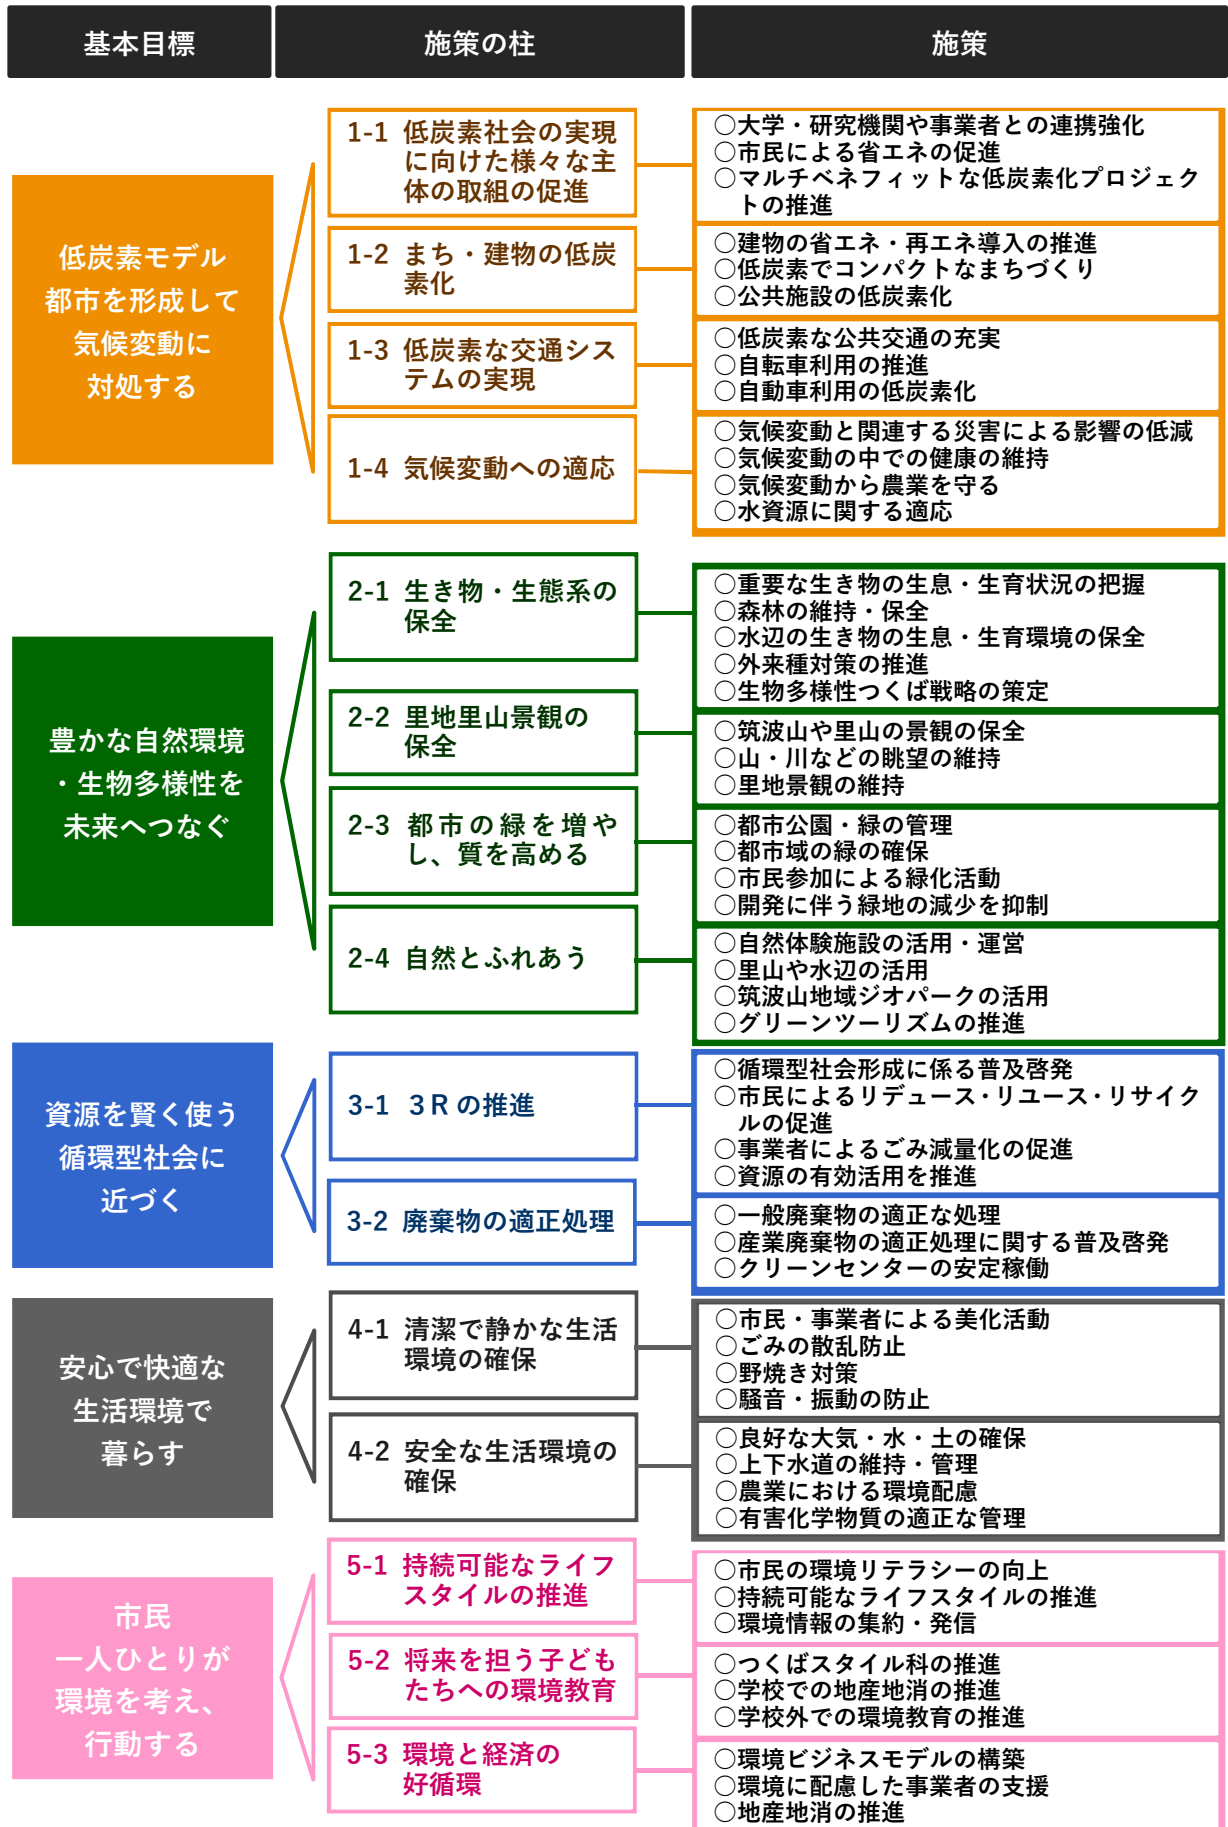 基本目標
施策の柱
施策
低炭素モデル
都市を形成して
気候変動に
対処する
1-1 低炭素社会の実現
に向けた様々な主
体の取組の促進
○大学・研究機関や事業者との連携強化
○市民による省エネの促進
○マルチベネフィットな低炭素化プロジェク
トの推進
1-2 まち・建物の低炭
素化
○建物の省エネ・再エネ導入の推進
○低炭素でコンパクトなまちづくり
○公共施設の低炭素化
1-3 低炭素な交通シス
テムの実現
○低炭素な公共交通の充実
○自転車利用の推進
○自動車利用の低炭素化
1-4 気候変動への適応
○気候変動と関連する災害による影響の低減
○気候変動の中での健康の維持
○気候変動から農業を守る
○水資源に関する適応
豊かな自然環境
・生物多様性を
未来へつなぐ
2-1 生き物・生態系の
保全
○重要な生き物の生息・生育状況の把握
○森林の維持・保全
○水辺の生き物の生息・生育環境の保全
○外来種対策の推進
○生物多様性つくば戦略の策定
2-2 里地里山景観の
保全
○筑波山や里山の景観の保全
○山・川などの眺望の維持
○里地景観の維持
2-3 都市の緑を増や
し、質を高める
○都市公園・緑の管理
○都市域の緑の確保
○市民参加による緑化活動
○開発に伴う緑地の減少を抑制
2-4 自然とふれあう
○自然体験施設の活用・運営
○里山や水辺の活用
○筑波山地域ジオパークの活用
○グリーンツーリズムの推進
資源を賢く使う
循環型社会に
近づく
3-1 3Rの推進
○循環型社会形成に係る普及啓発
○市民によるリデュース・リユース・リサイク
ルの促進
○事業者によるごみ減量化の促進
○資源の有効活用を推進
3-2 廃棄物の適正処理
○一般廃棄物の適正な処理
○産業廃棄物の適正処理に関する普及啓発
○クリーンセンターの安定稼働
安心で快適な
生活環境で
暮らす
4-1 清潔で静かな生活
環境の確保
○市民・事業者による美化活動
○ごみの散乱防止
○野焼き対策
○騒音・振動の防止
4-2 安全な生活環境の
確保
○良好な大気・水・土の確保
○上下水道の維持・管理
○農業における環境配慮
○有害化学物質の適正な管理
市民
一人ひとりが
環境を考え、
行動する
5-1 持続可能なライフ
スタイルの推進
○市民の環境リテラシーの向上
○持続可能なライフスタイルの推進
○環境情報の集約・発信
5-2 将来を担う子ども
たちへの環境教育
○つくばスタイル科の推進
○学校での地産地消の推進
○学校外での環境教育の推進
5-3 環境と経済の
好循環
○環境ビジネスモデルの構築
○環境に配慮した事業者の支援
○地産地消の推進